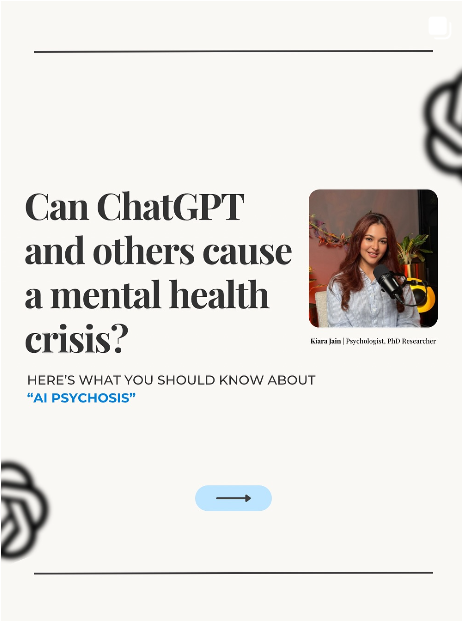 Can ChatGPT
and others cause
a mental health
crisis?
Kiara Jain | Psychologist, PhD Researcher
HERE'S WHAT YOU SHOULD KNOW ABOUT
“AI PSYCHOSIS”